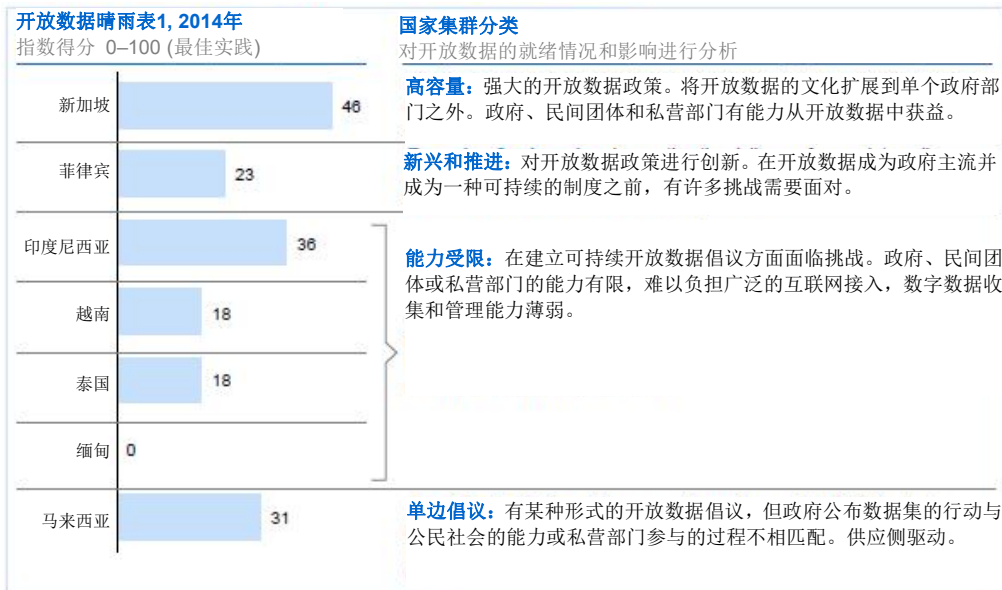 开放数据晴雨表1, 2014年
指数得分 0–100 (最佳实践)
国家集群分类
对开放数据的就绪情况和影响进行分析
新加坡 46
高容量：强大的开放数据政策。将开放数据的文化扩展到单个政府部
门之外。政府、民间团体和私营部门有能力从开放数据中获益。
菲律宾 23
新兴和推进：对开放数据政策进行创新。在开放数据成为政府主流并
成为一种可持续的制度之前，有许多挑战需要面对。
印度尼西亚 36
能力受限：在建立可持续开放数据倡议方面面临挑战。政府、民间团
体或私营部门的能力有限，难以负担广泛的互联网接入，数字数据收
集和管理能力薄弱。
越南 18
泰国 18
缅甸 0
马来西亚 31
单边倡议：有某种形式的开放数据倡议，但政府公布数据集的行动与
公民社会的能力或私营部门参与的过程不相匹配。供应侧驱动。